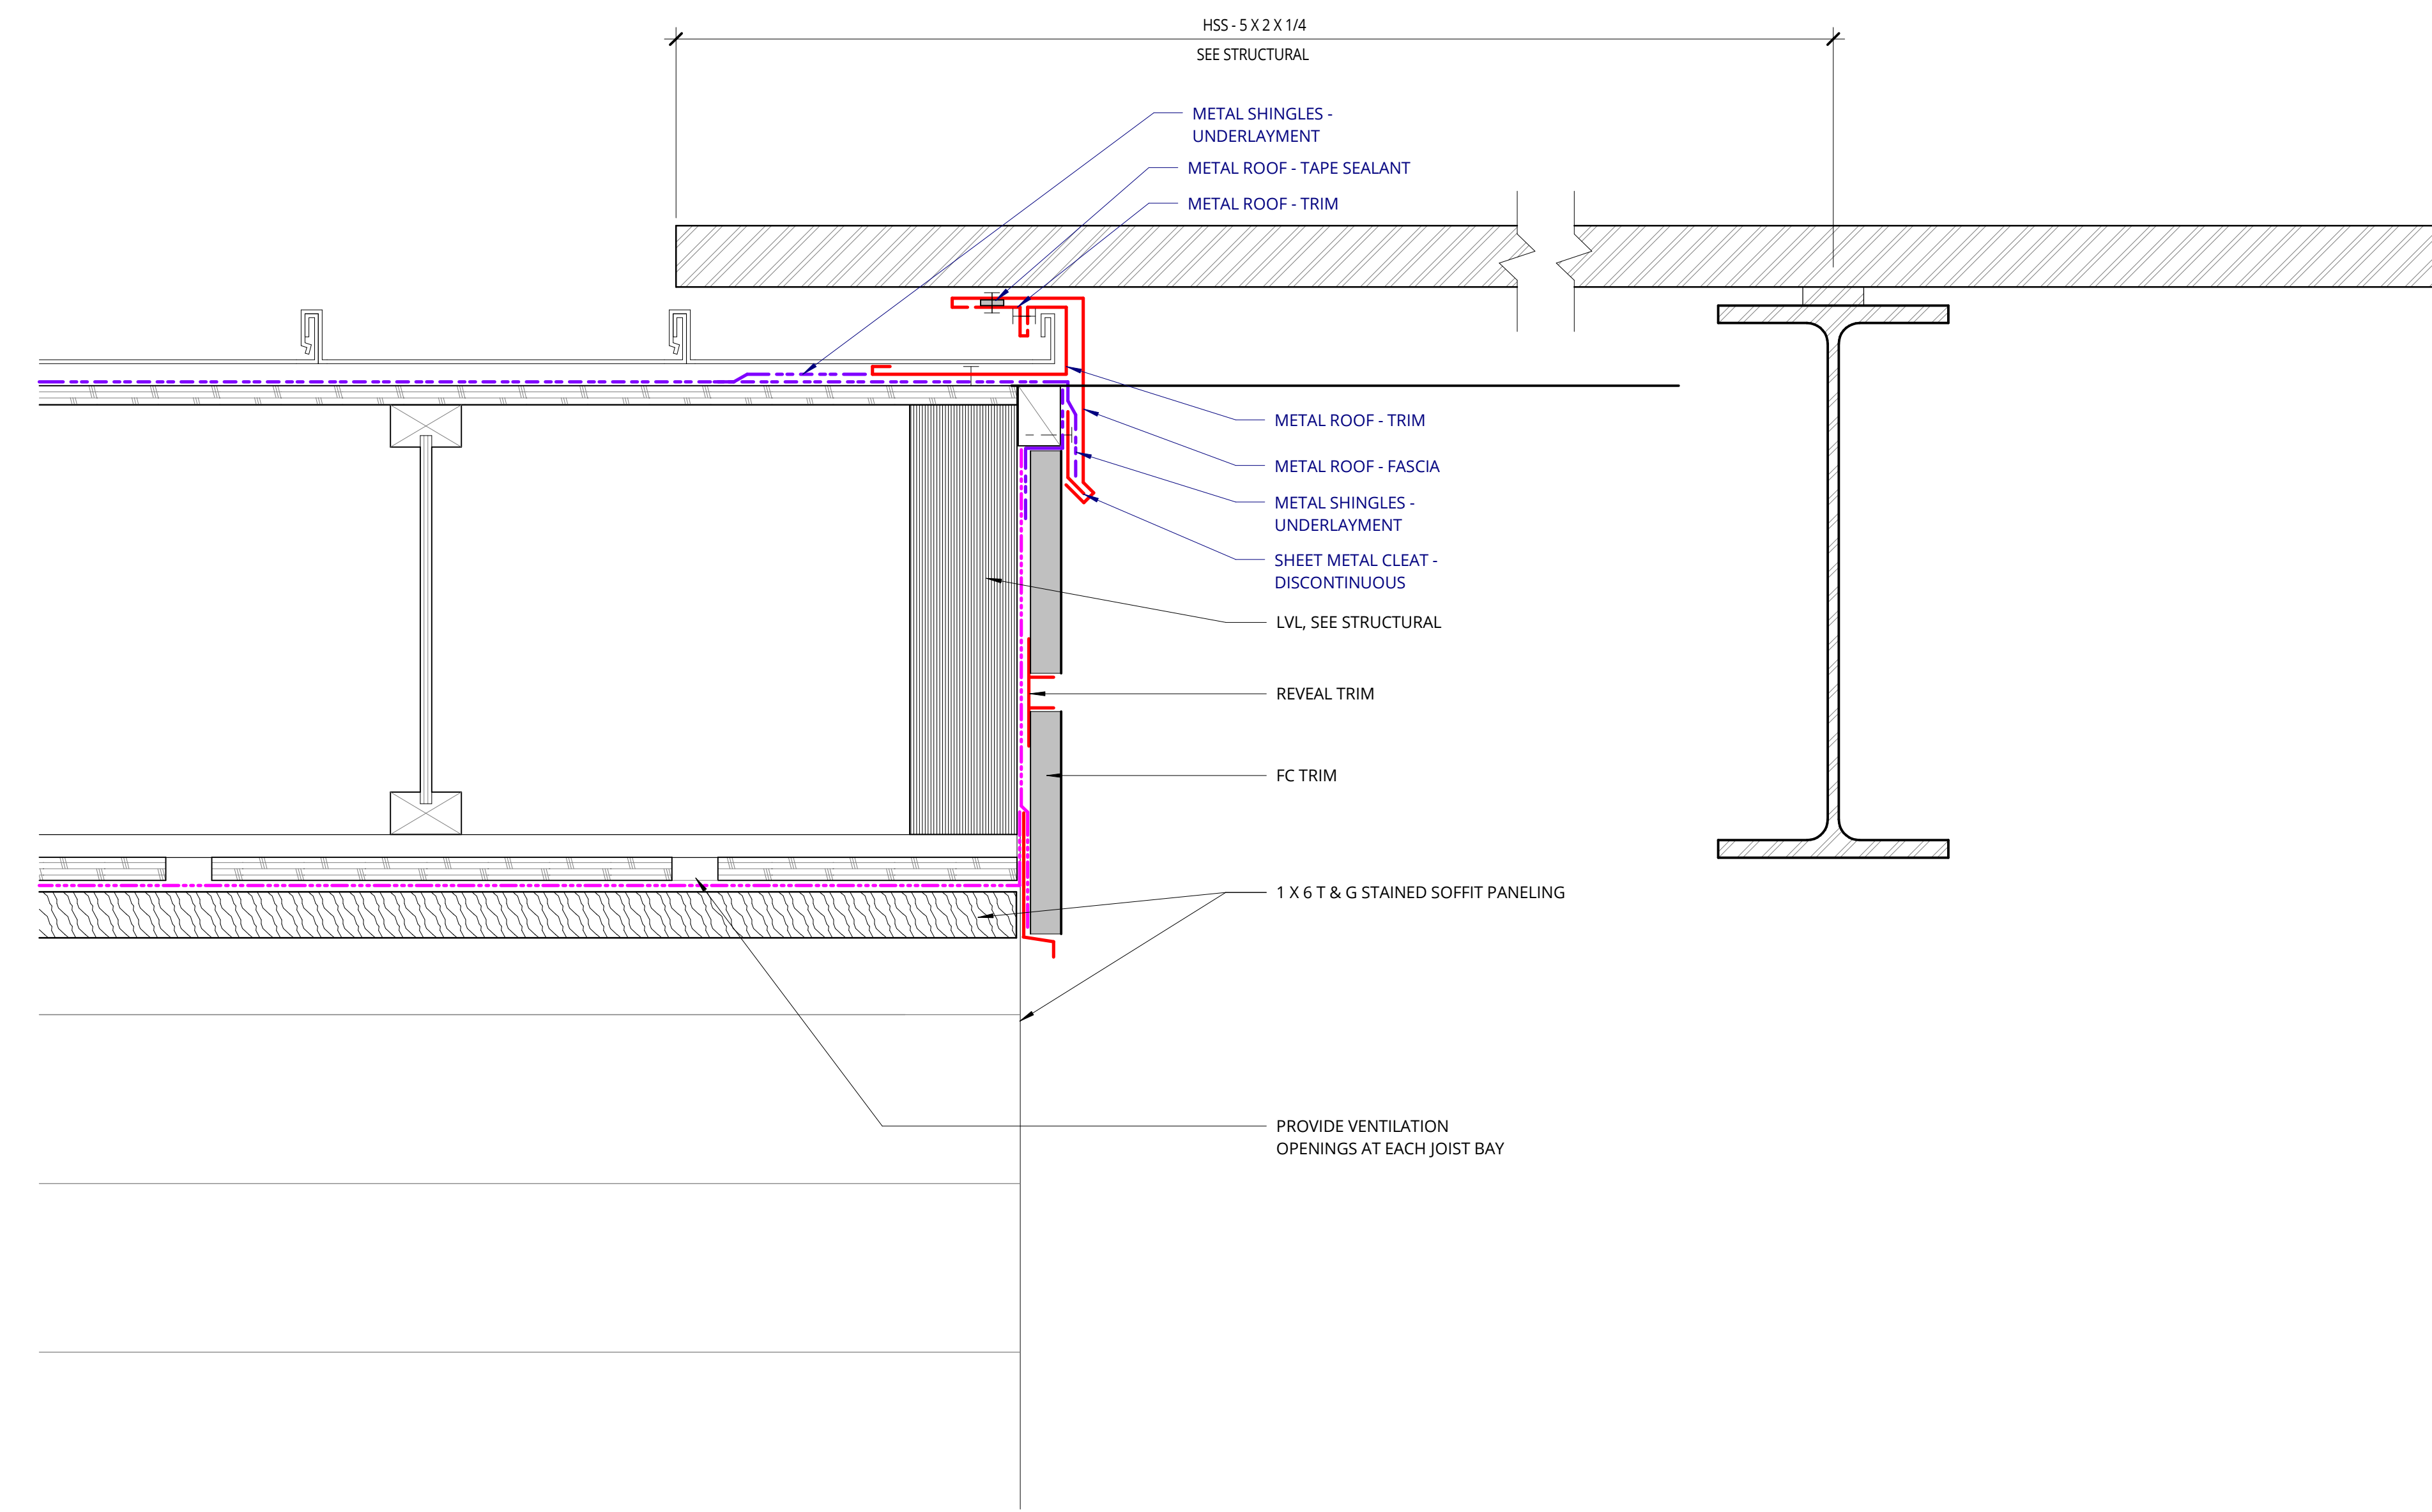 HSS - 5 X 2 X 1/4
SEE STRUCTURAL
METAL SHINGLES -
UNDERLAYMENT
METAL ROOF - TAPE SEALANT
METAL ROOF - TRIM
METAL ROOF - TRIM
METAL ROOF - FASCIA
METAL SHINGLES -
UNDERLAYMENT
SHEET METAL CLEAT -
DISCONTINUOUS
LVL, SEE STRUCTURAL
REVEAL TRIM
FC TRIM
1 X 6 T & G STAINED SOFFIT PANELING
PROVIDE VENTILATION
OPENINGS AT EACH JOIST BAY